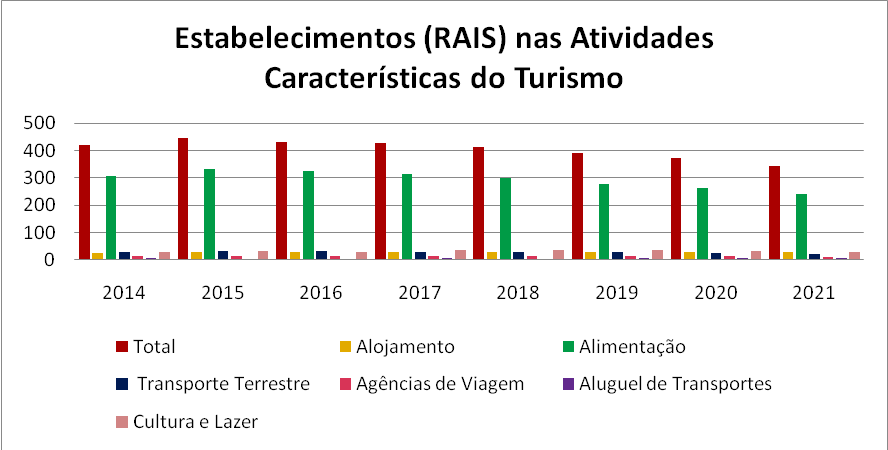 Estabelecimentos (RAIS) nas Atividades
Características do Turismo
500
400
300
200
100
0
2014 2015 2016 2017 2018 2019 2020 2021
Total Alojamento Alimentação
Transporte Terrestre Agências de Viagem Aluguel de Transportes
Cultura e Lazer